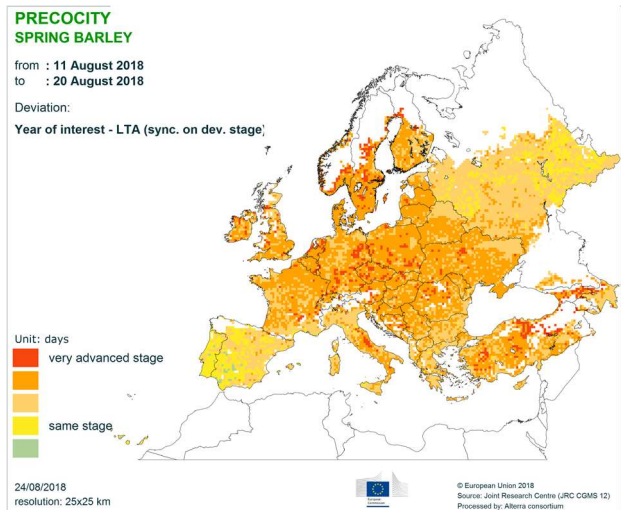 PRECOCITY
SPRING BARLEY
from : 11 August 2018
to : 20 August 2018
Deviation:
Year of interest - LTA (sync. on dev. stage)
Unit: days
very advanced stage
same stage
24/08/2018
resolution: 25x25 km
European
Commission
© European Union 2018
Source: Joint Research Centre (JRC CGMS 12)
Processed by: Alterra consortium